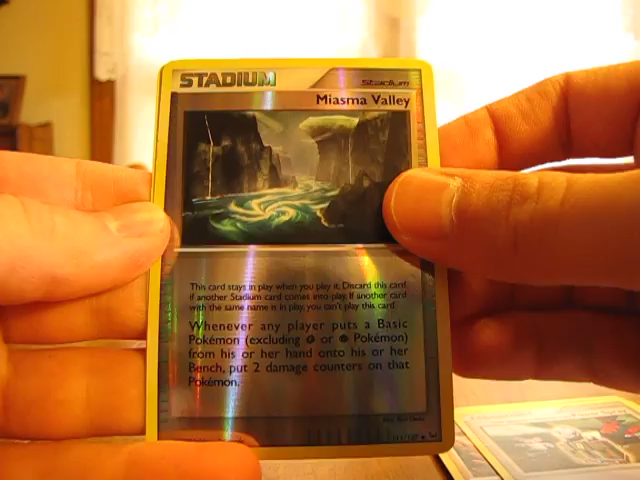 STADIUM
Stadium
Miasma Valley
This card stays in play when you play it. Discard this card
if another Stadium card comes into play. If another card
with the same name is in play, you can't play this card.
Whenever any player puts a Basic
Pokémon (excluding or Pokémon)
from his or her hand onto his or her
Bench, put 2 damage counters on that
Pokémon.